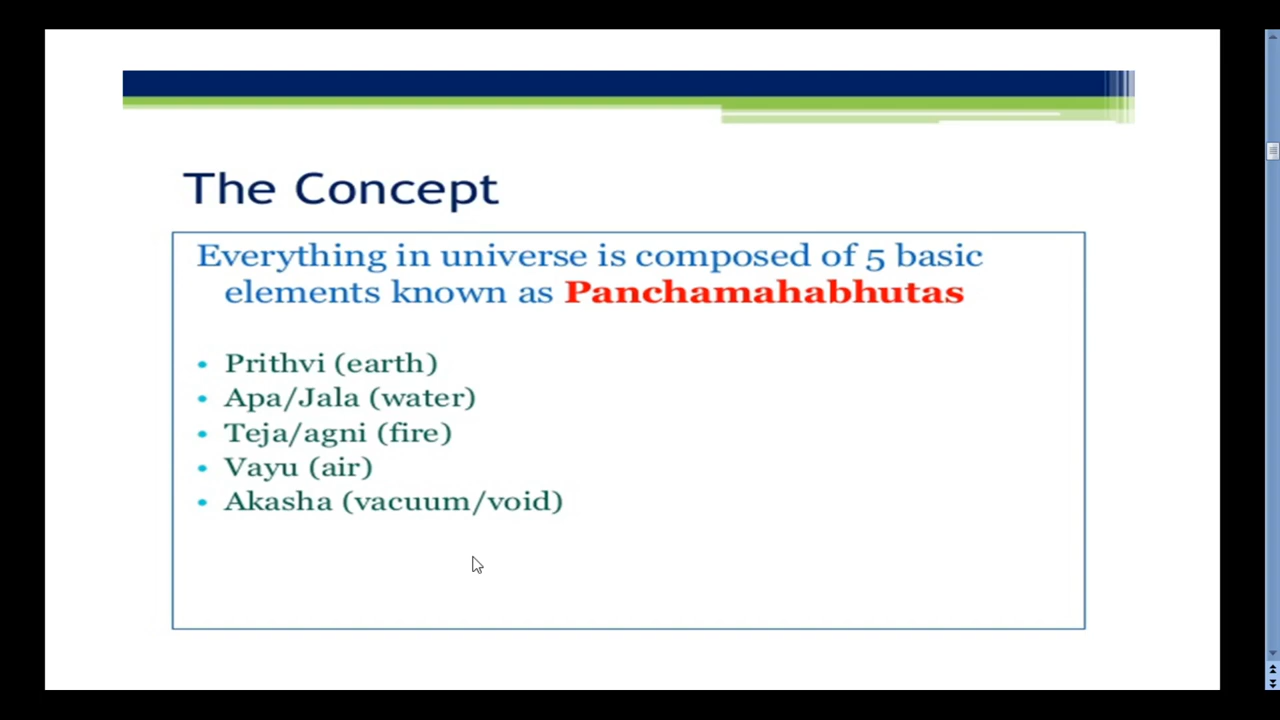 The Concept
Everything in universe is composed of 5 basic
elements known as Panchamahabhutas
• Prithvi (earth)
• Apa/Jala (water)
• Teja/agni (fire)
• Vayu (air)
• Akasha (vacuum/void)